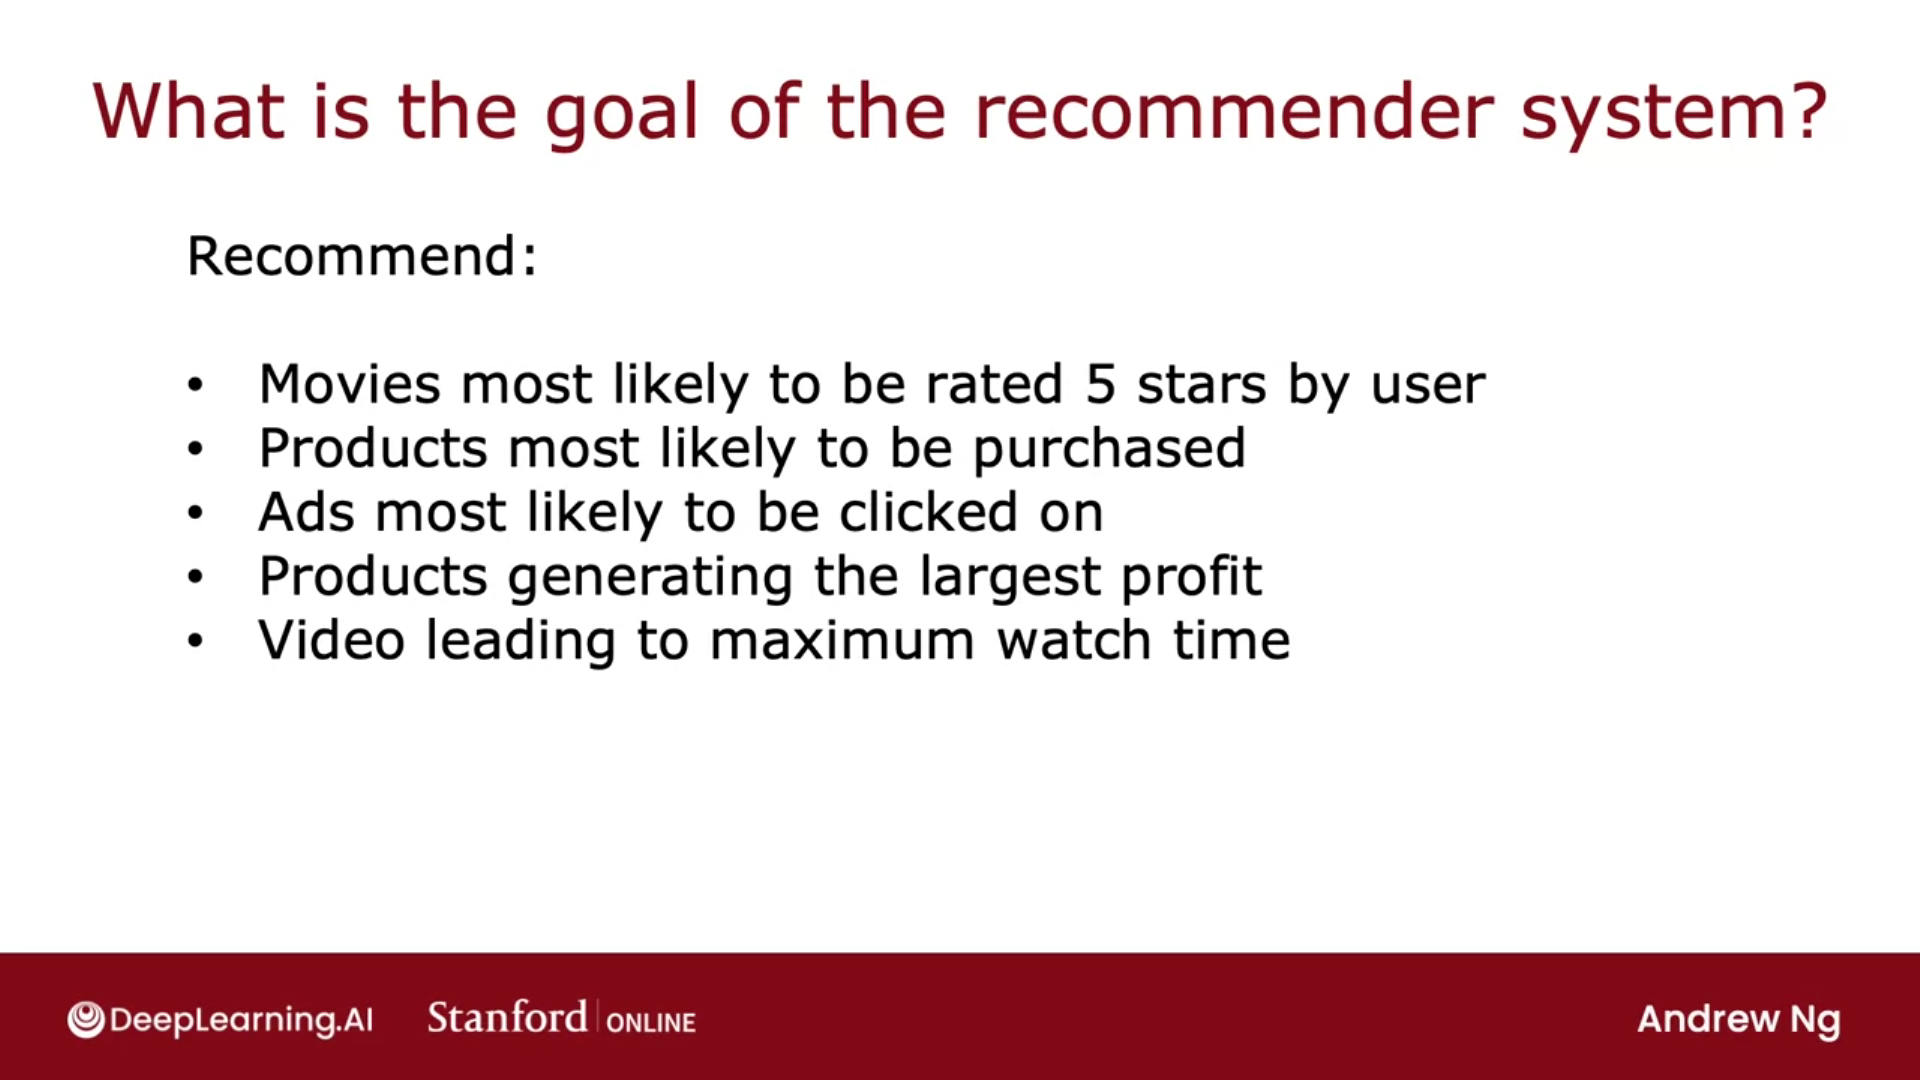 What is the goal of the recommender system?
Recommend:
• Movies most likely to be rated 5 stars by user
• Products most likely to be purchased
• Ads most likely to be clicked on
• Products generating the largest profit
• Video leading to maximum watch time
DeepLearning.AI Stanford | ONLINE Andrew Ng